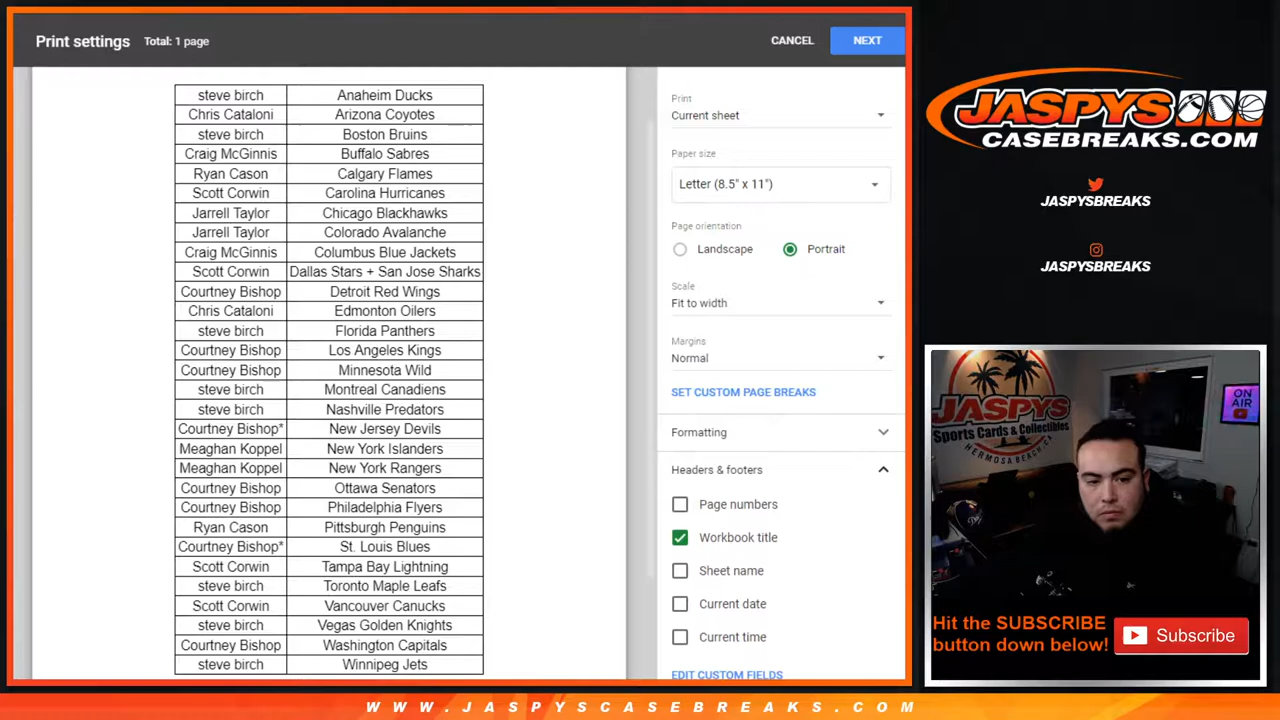 Print settings Total: 1 page CANCEL NEXT
steve birch Anaheim Ducks
Chris Cataloni Arizona Coyotes
steve birch Boston Bruins
Craig McGinnis Buffalo Sabres
Ryan Cason Calgary Flames
Scott Corwin Carolina Hurricanes
Jarrell Taylor Chicago Blackhawks
Jarrell Taylor Colorado Avalanche
Craig McGinnis Columbus Blue Jackets
Scott Corwin Dallas Stars + San Jose Sharks
Courtney Bishop Detroit Red Wings
Chris Cataloni Edmonton Oilers
steve birch Florida Panthers
Courtney Bishop Los Angeles Kings
Courtney Bishop Minnesota Wild
steve birch Montreal Canadiens
steve birch Nashville Predators
Courtney Bishop* New Jersey Devils
Meaghan Koppel New York Islanders
Meaghan Koppel New York Rangers
Courtney Bishop Ottawa Senators
Courtney Bishop Philadelphia Flyers
Ryan Cason Pittsburgh Penguins
Courtney Bishop* St. Louis Blues
Scott Corwin Tampa Bay Lightning
steve birch Toronto Maple Leafs
Scott Corwin Vancouver Canucks
steve birch Vegas Golden Knights
Courtney Bishop Washington Capitals
steve birch Winnipeg Jets
Print
Current sheet
Paper size
Letter (8.5" x 11")
Page orientation
Landscape Portrait
Scale
Fit to width
Margins
Normal
SET CUSTOM PAGE BREAKS
Formatting
Headers & footers
Page numbers
Workbook title
Sheet name
Current date
Current time
EDIT CUSTOM FIELDS
JASPYS
CASEBREAKS.COM
JASPYSBREAKS
JASPYSBREAKS
JASPYS
Sports Cards & Collectibles
HERMOSA BEACH, CA
ON
AIR
Hit the SUBSCRIBE
button down below!
Subscribe
WWW.JASPYSCASEBREAKS.COM